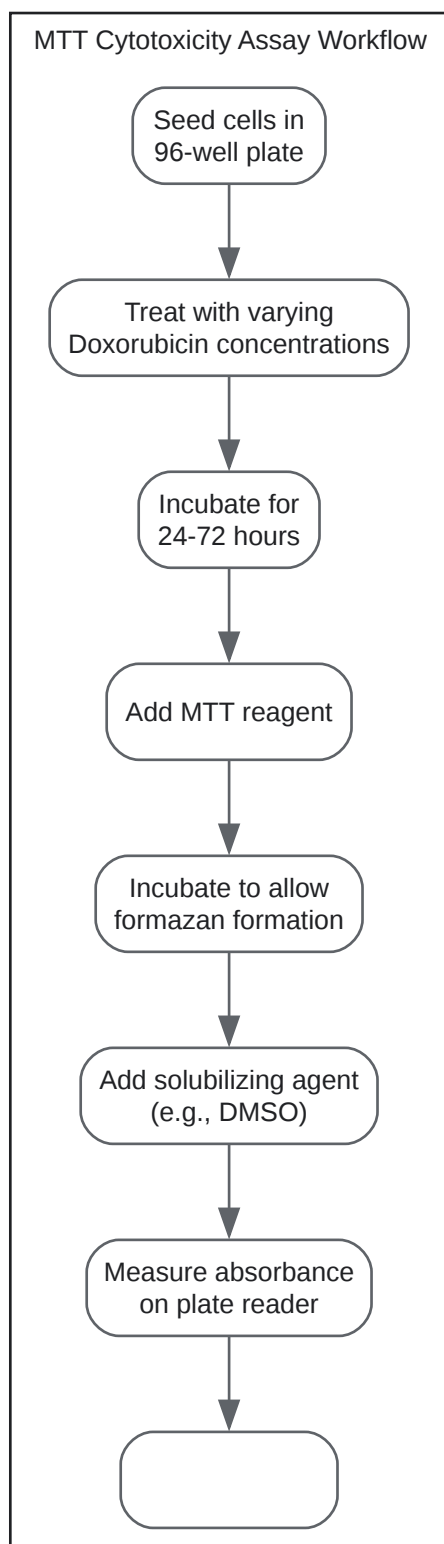 MTT Cytotoxicity Assay Workflow
Seed cells in
96-well plate
Treat with varying
Doxorubicin concentrations
Incubate for
24-72 hours
Add MTT reagent
Incubate to allow
formazan formation
Add solubilizing agent
(e.g., DMSO)
Measure absorbance
on plate reader